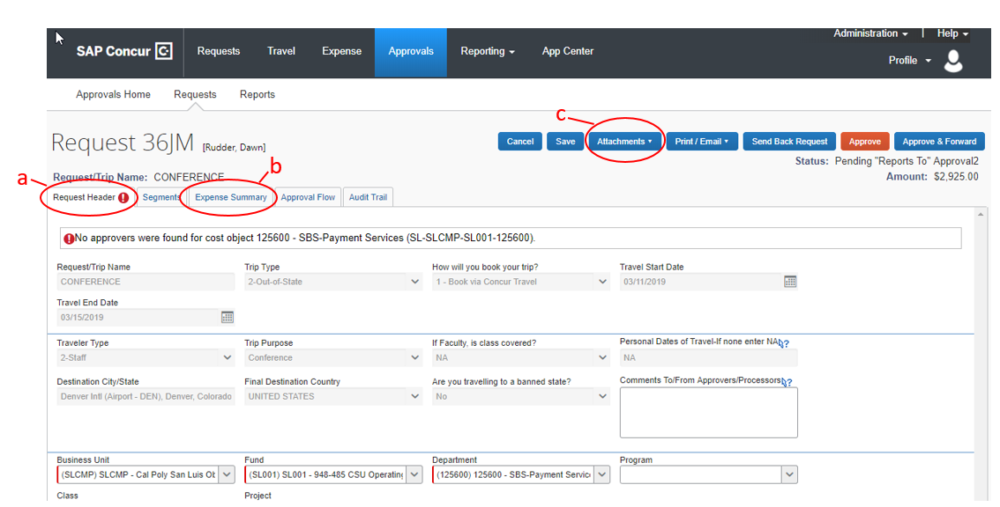 Administration | Help
SAP Concur C Requests Travel Expense Approvals Reporting App Center
Profile
Approvals Home Requests Reports
c
Request 36JM [Rudder, Dawn] Cancel Save Attachments Print / Email Send Back Request Approve Approve & Forward
Status: Pending "Reports To" Approval2
a Request/Trip Name: CONFERENCE b Amount: $2,925.00
Request Header Segments Expense Summary Approval Flow Audit Trail
No approvers were found for cost object 125600 - SBS-Payment Services (SL-SLCMP-SL001-125600).
Request/Trip Name Trip Type How will you book your trip? Travel Start Date
CONFERENCE 2-Out-of-State 1 - Book via Concur Travel 03/11/2019
Travel End Date
03/15/2019
Traveler Type Trip Purpose If Faculty, is class covered? Personal Dates of Travel-If none enter NA ?
2-Staff Conference NA NA
Destination City/State Final Destination Country Are you travelling to a banned state? Comments To/From Approvers/Processors ?
Denver Intl (Airport - DEN), Denver, Colorado UNITED STATES No
Business Unit Fund Department Program
(SLCMP) SLCMP - Cal Poly San Luis Ob (SL001) SL001 - 948-485 CSU Operating (125600) 125600 - SBS-Payment Servic
Class Project